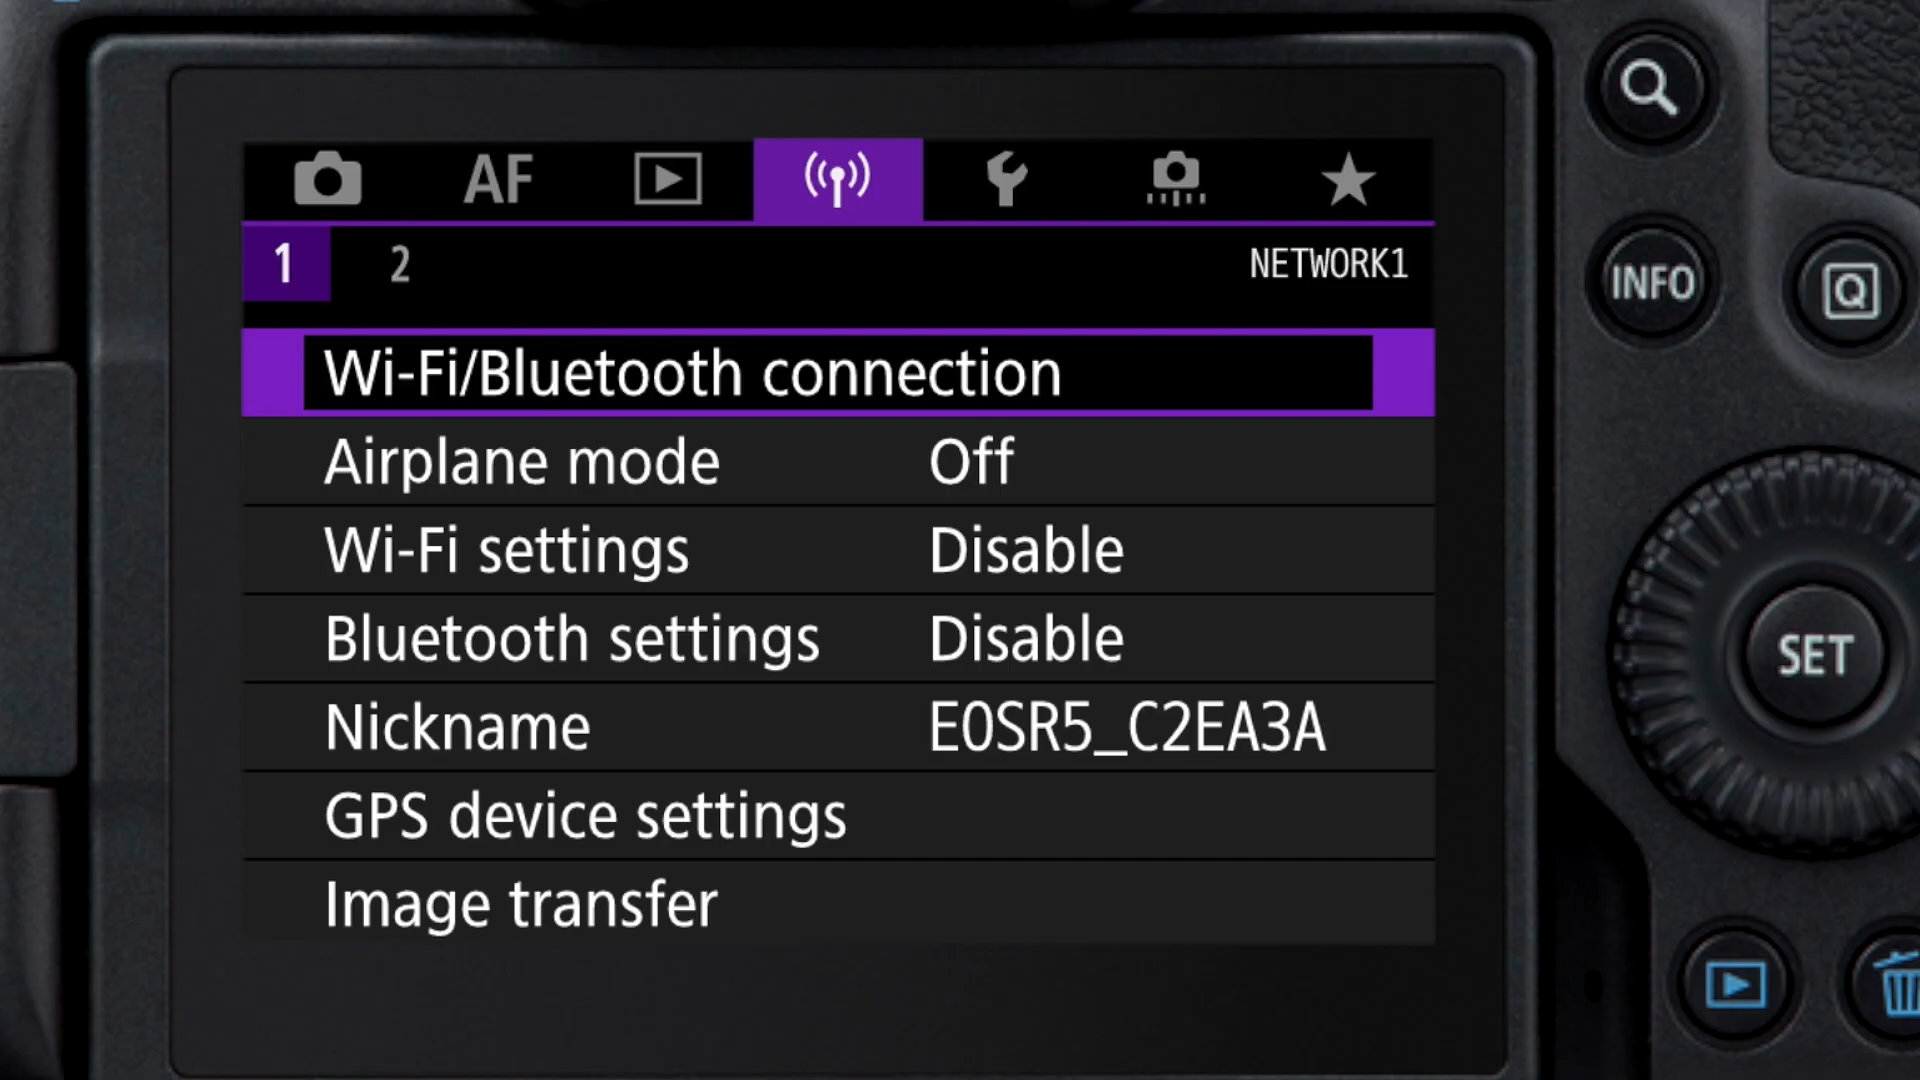 AF
1 2 NETWORK1
Wi-Fi/Bluetooth connection
Airplane mode Off
Wi-Fi settings Disable
Bluetooth settings Disable
Nickname E0SR5_C2EA3A
GPS device settings
Image transfer
INFO
Q
SET